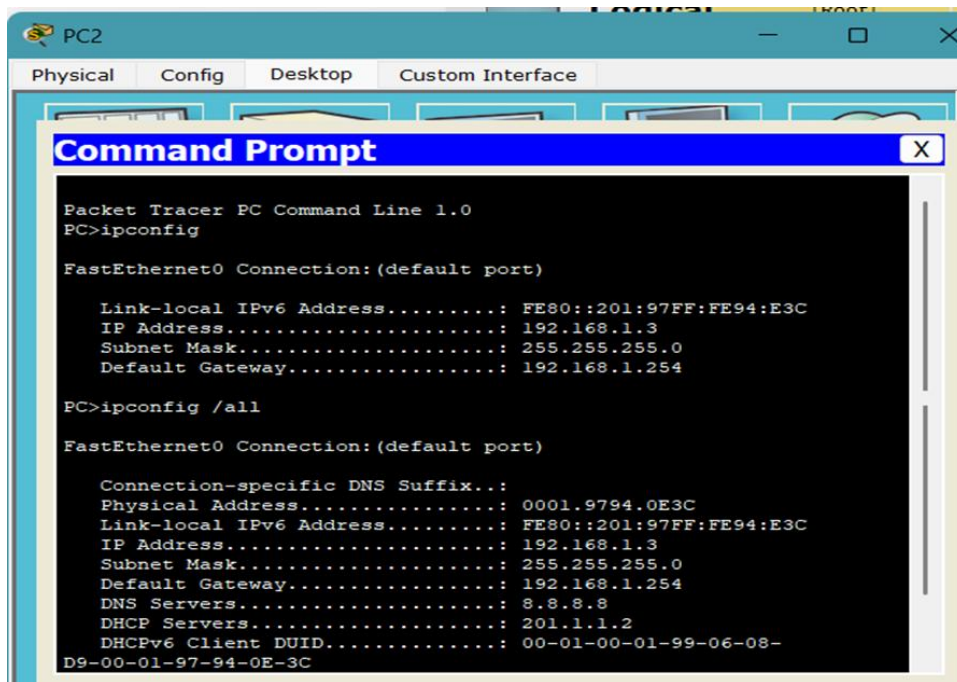 Logical [Root]
PC2
Physical Config Desktop Custom Interface
Command Prompt X
Packet Tracer PC Command Line 1.0
PC>ipconfig
FastEthernet0 Connection:(default port)
Link-local IPv6 Address.........: FE80::201:97FF:FE94:E3C
IP Address......................: 192.168.1.3
Subnet Mask.....................: 255.255.255.0
Default Gateway.................: 192.168.1.254
PC>ipconfig /all
FastEthernet0 Connection:(default port)
Connection-specific DNS Suffix..:
Physical Address................: 0001.9794.0E3C
Link-local IPv6 Address.........: FE80::201:97FF:FE94:E3C
IP Address......................: 192.168.1.3
Subnet Mask.....................: 255.255.255.0
Default Gateway.................: 192.168.1.254
DNS Servers.....................: 8.8.8.8
DHCP Servers....................: 201.1.1.2
DHCPv6 Client DUID..............: 00-01-00-01-99-06-08-
D9-00-01-97-94-0E-3C